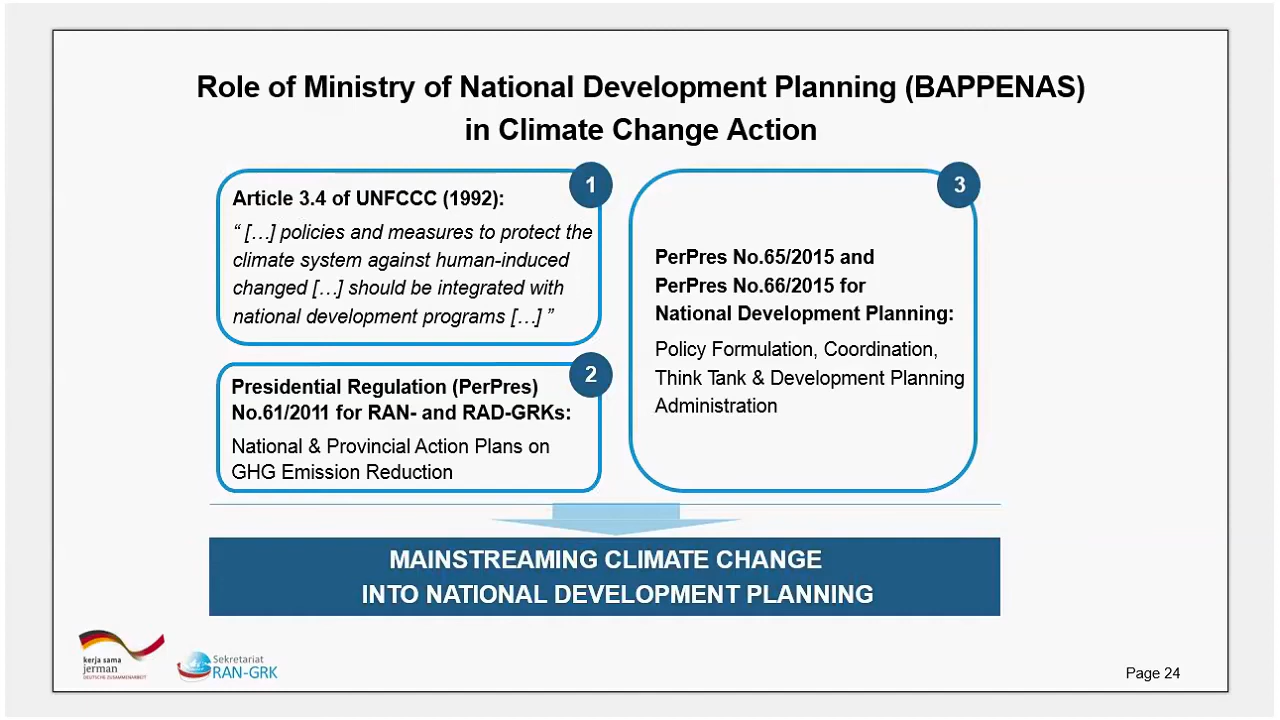 Role of Ministry of National Development Planning (BAPPENAS)
in Climate Change Action
1
Article 3.4 of UNFCCC (1992):
“ […] policies and measures to protect the
climate system against human-induced
changed […] should be integrated with
national development programs […] ”
2
Presidential Regulation (PerPres)
No.61/2011 for RAN- and RAD-GRKs:
National & Provincial Action Plans on
GHG Emission Reduction
3
PerPres No.65/2015 and
PerPres No.66/2015 for
National Development Planning:
Policy Formulation, Coordination,
Think Tank & Development Planning
Administration
MAINSTREAMING CLIMATE CHANGE
INTO NATIONAL DEVELOPMENT PLANNING
kerja sama
jerman
DEUTSCHE ZUSAMMENARBEIT
Sekretariat
RAN-GRK
Page 24